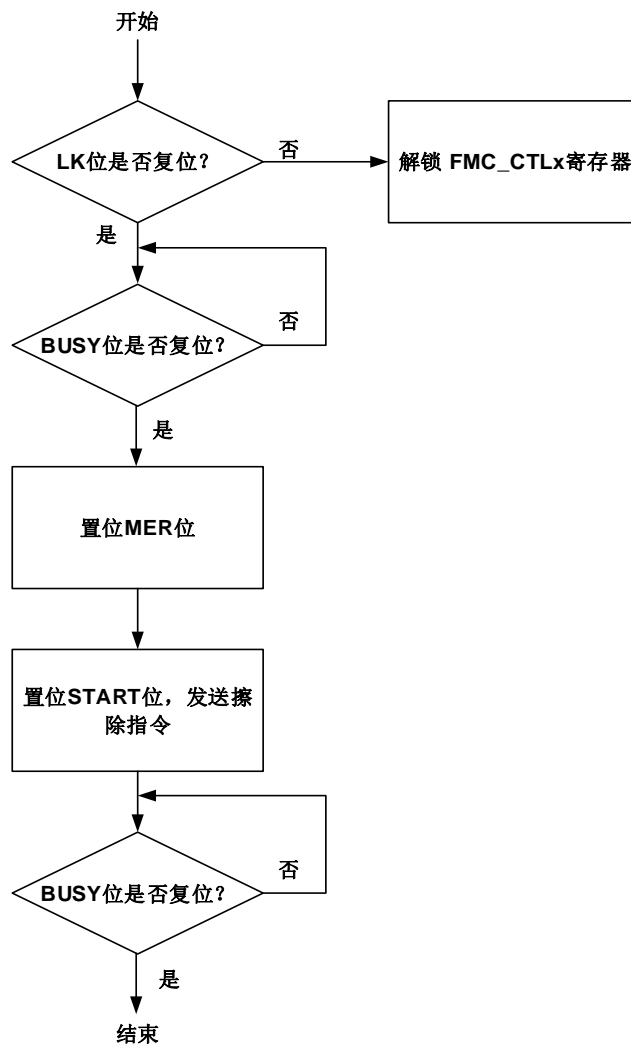 开始
LK位是否复位？
否
解锁 FMC_CTLx寄存器
是
否
BUSY位是否复位？
是
置位MER位
置位START位，发送擦
除指令
否
BUSY位是否复位？
是
结束